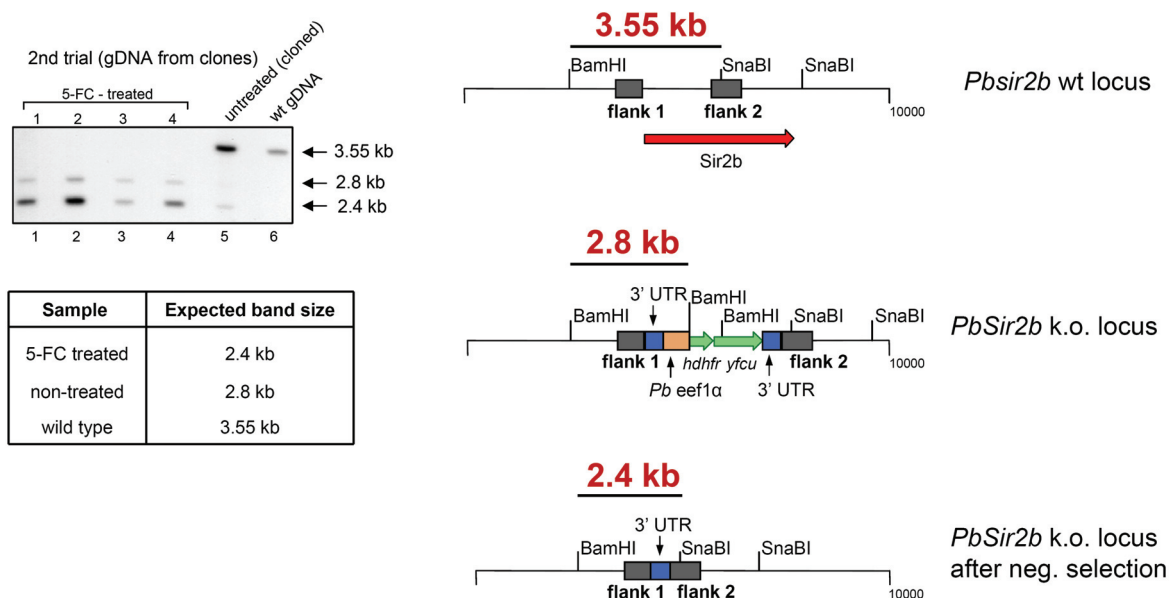 2nd trial (gDNA from clones)
5-FC - treated
untreated (cloned)
wt gDNA
1 2 3 4
3.55 kb
2.8 kb
2.4 kb
1 2 3 4 5 6
Sample Expected band size
5-FC treated 2.4 kb
non-treated 2.8 kb
wild type 3.55 kb
3.55 kb
BamHI SnaBI SnaBI
flank 1 flank 2
10000
Sir2b
Pbsir2b wt locus
2.8 kb
3’ UTR BamHI
BamHI BamHI SnaBI SnaBI
flank 1 hdhfr yfcu flank 2
10000
Pb eef1α 3’ UTR
PbSir2b k.o. locus
2.4 kb
3’ UTR
BamHI SnaBI SnaBI
flank 1 flank 2
10000
PbSir2b k.o. locus
after neg. selection